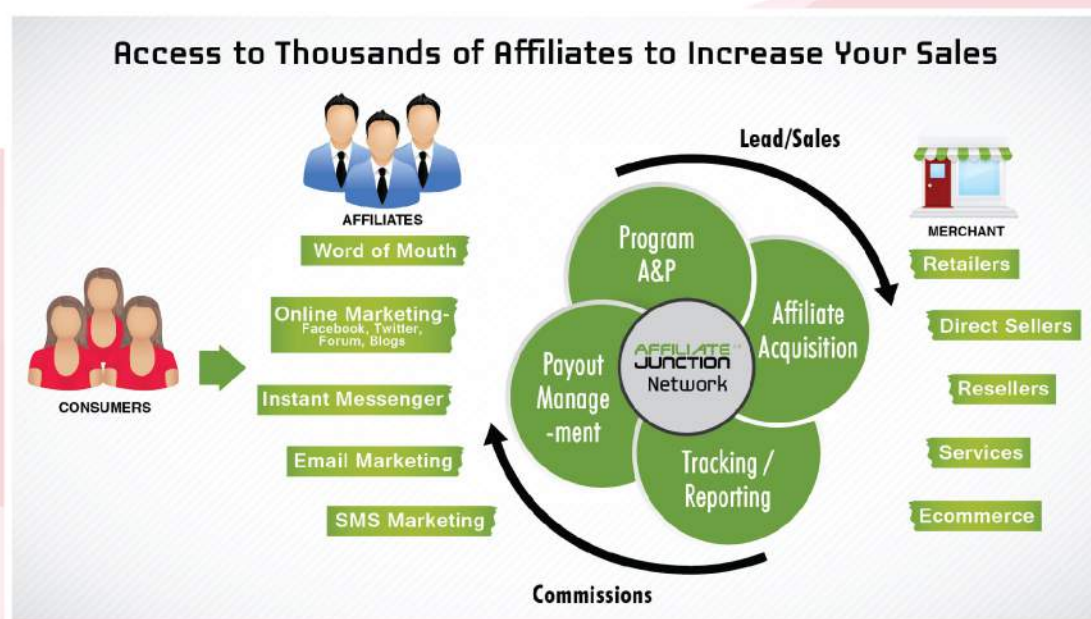 Access to Thousands of Affiliates to Increase Your Sales
AFFILIATES
Word of Mouth
Online Marketing-
Facebook, Twitter,
Forum, Blogs
Instant Messenger
Email Marketing
SMS Marketing
CONSUMERS
Lead/Sales
Program
A&P
Affiliate
Acquisition
Tracking /
Reporting
Payout
Manage
-ment
AFFILIATE
JUNCTION
Network
Commissions
MERCHANT
Retailers
Direct Sellers
Resellers
Services
Ecommerce